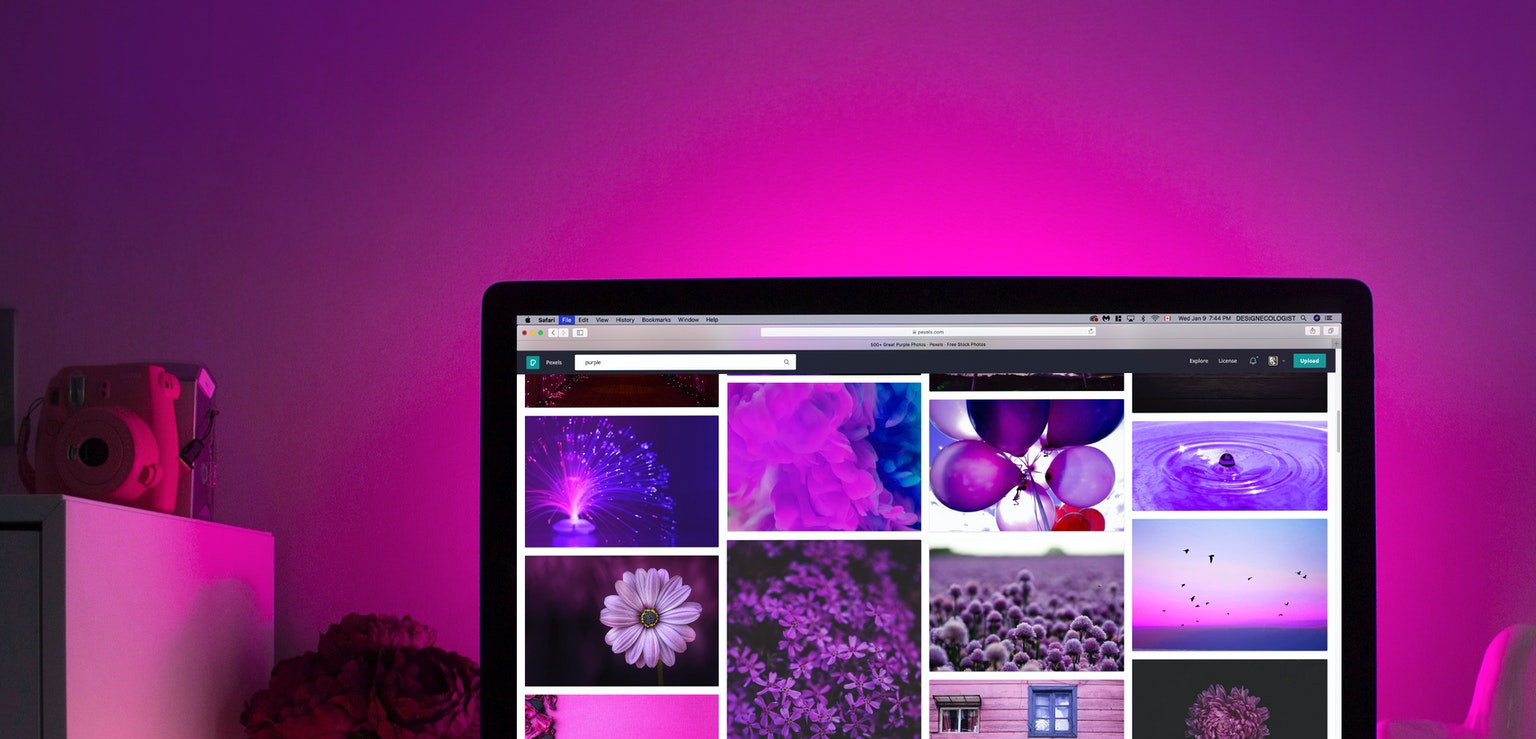 Safari File Edit View History Bookmarks Window Help Wed Jan 9 7:44 PM DESIGNECOLOGIST
pexels.com
500+ Great Purple Photos · Pexels · Free Stock Photos
Pexels purple Explore License Upload